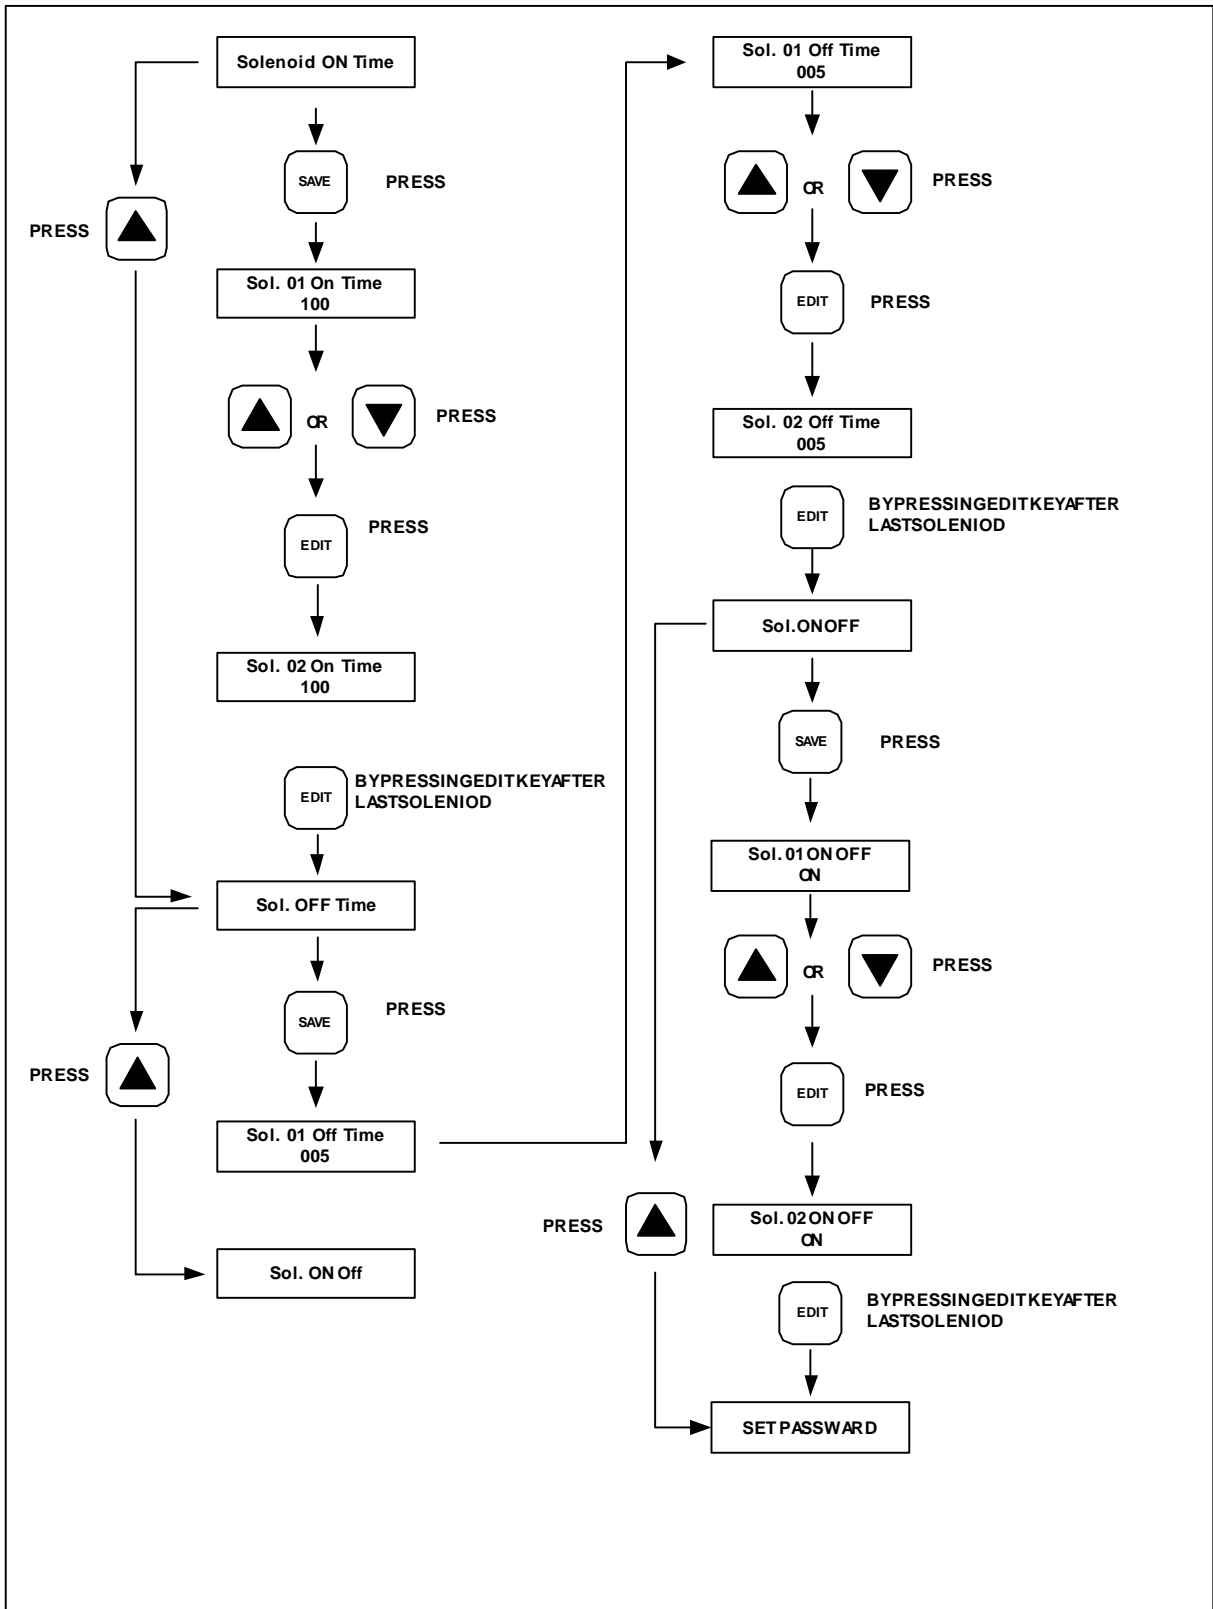 Solenoid ON Time
SAVE
PRESS
PRESS
Sol. 01 On Time
100
OR
PRESS
EDIT
PRESS
Sol. 02 On Time
100
EDIT
BYPRESSINGEDITKEYAFTER
LASTSOLENIOD
Sol. OFF Time
SAVE
PRESS
PRESS
Sol. 01 Off Time
005
Sol. ON Off
Sol. 01 Off Time
005
OR
PRESS
EDIT
PRESS
Sol. 02 Off Time
005
EDIT
BYPRESSINGEDITKEYAFTER
LASTSOLENIOD
Sol.ONOFF
SAVE
PRESS
Sol. 01 ON OFF
ON
OR
PRESS
EDIT
PRESS
PRESS
Sol. 02 ON OFF
ON
EDIT
BYPRESSINGEDITKEYAFTER
LASTSOLENIOD
SET PASSWARD